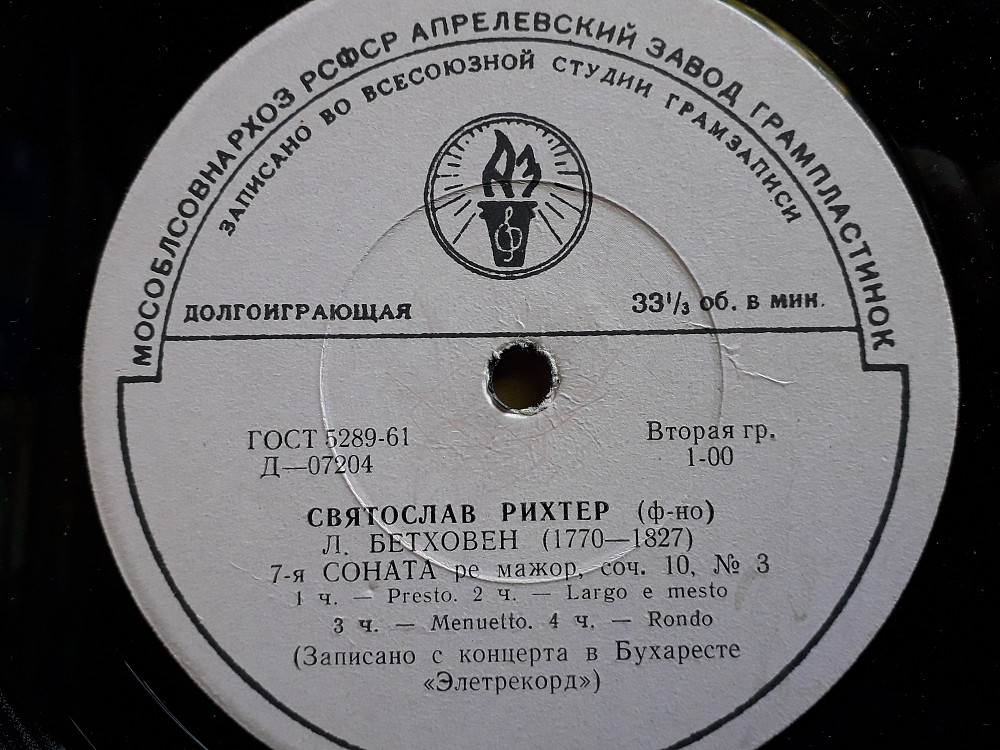 МОСОБЛСОВНАРХОЗ РСФСР АПРЕЛЕВСКИЙ ЗАВОД ГРАМПЛАСТИНОК
ЗАПИСАНО ВО ВСЕСОЮЗНОЙ СТУДИИ ГРАМЗАПИСИ
АЗ
ДОЛГОИГРАЮЩАЯ 33⅓ об. в мин.
ГОСТ 5289-61 Вторая гр.
Д—07204 1-00
СВЯТОСЛАВ РИХТЕР (ф-но)
Л. БЕТХОВЕН (1770—1827)
7-я СОНАТА ре мажор, соч. 10, № 3
1 ч. — Presto. 2 ч. — Largo e mesto
3 ч. — Menuetto. 4 ч. — Rondo
(Записано с концерта в Бухаресте
«Элетрекорд»)